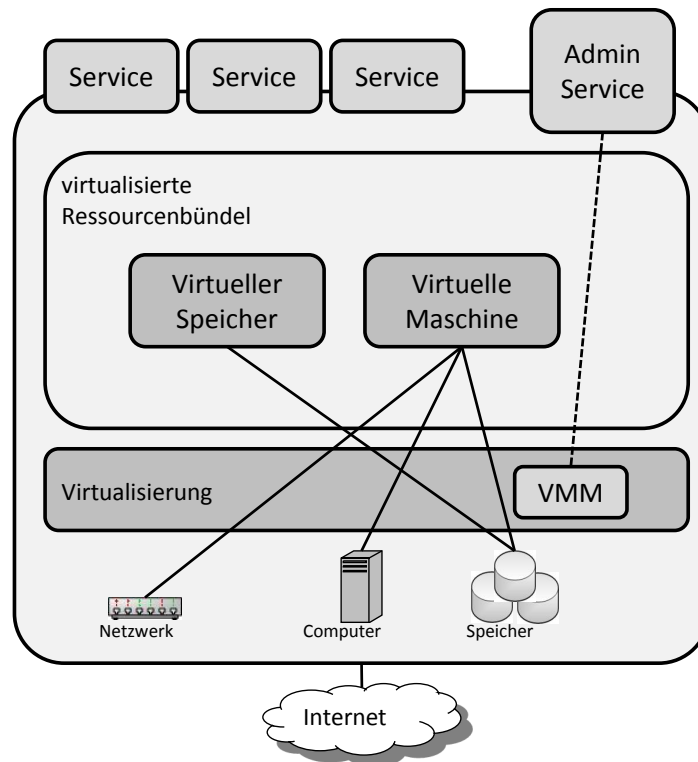 Service
Service
Service
Admin
Service
virtualisierte
Ressourcenbündel
Virtueller
Speicher
Virtuelle
Maschine
Virtualisierung
VMM
Netzwerk
Computer
Speicher
Internet